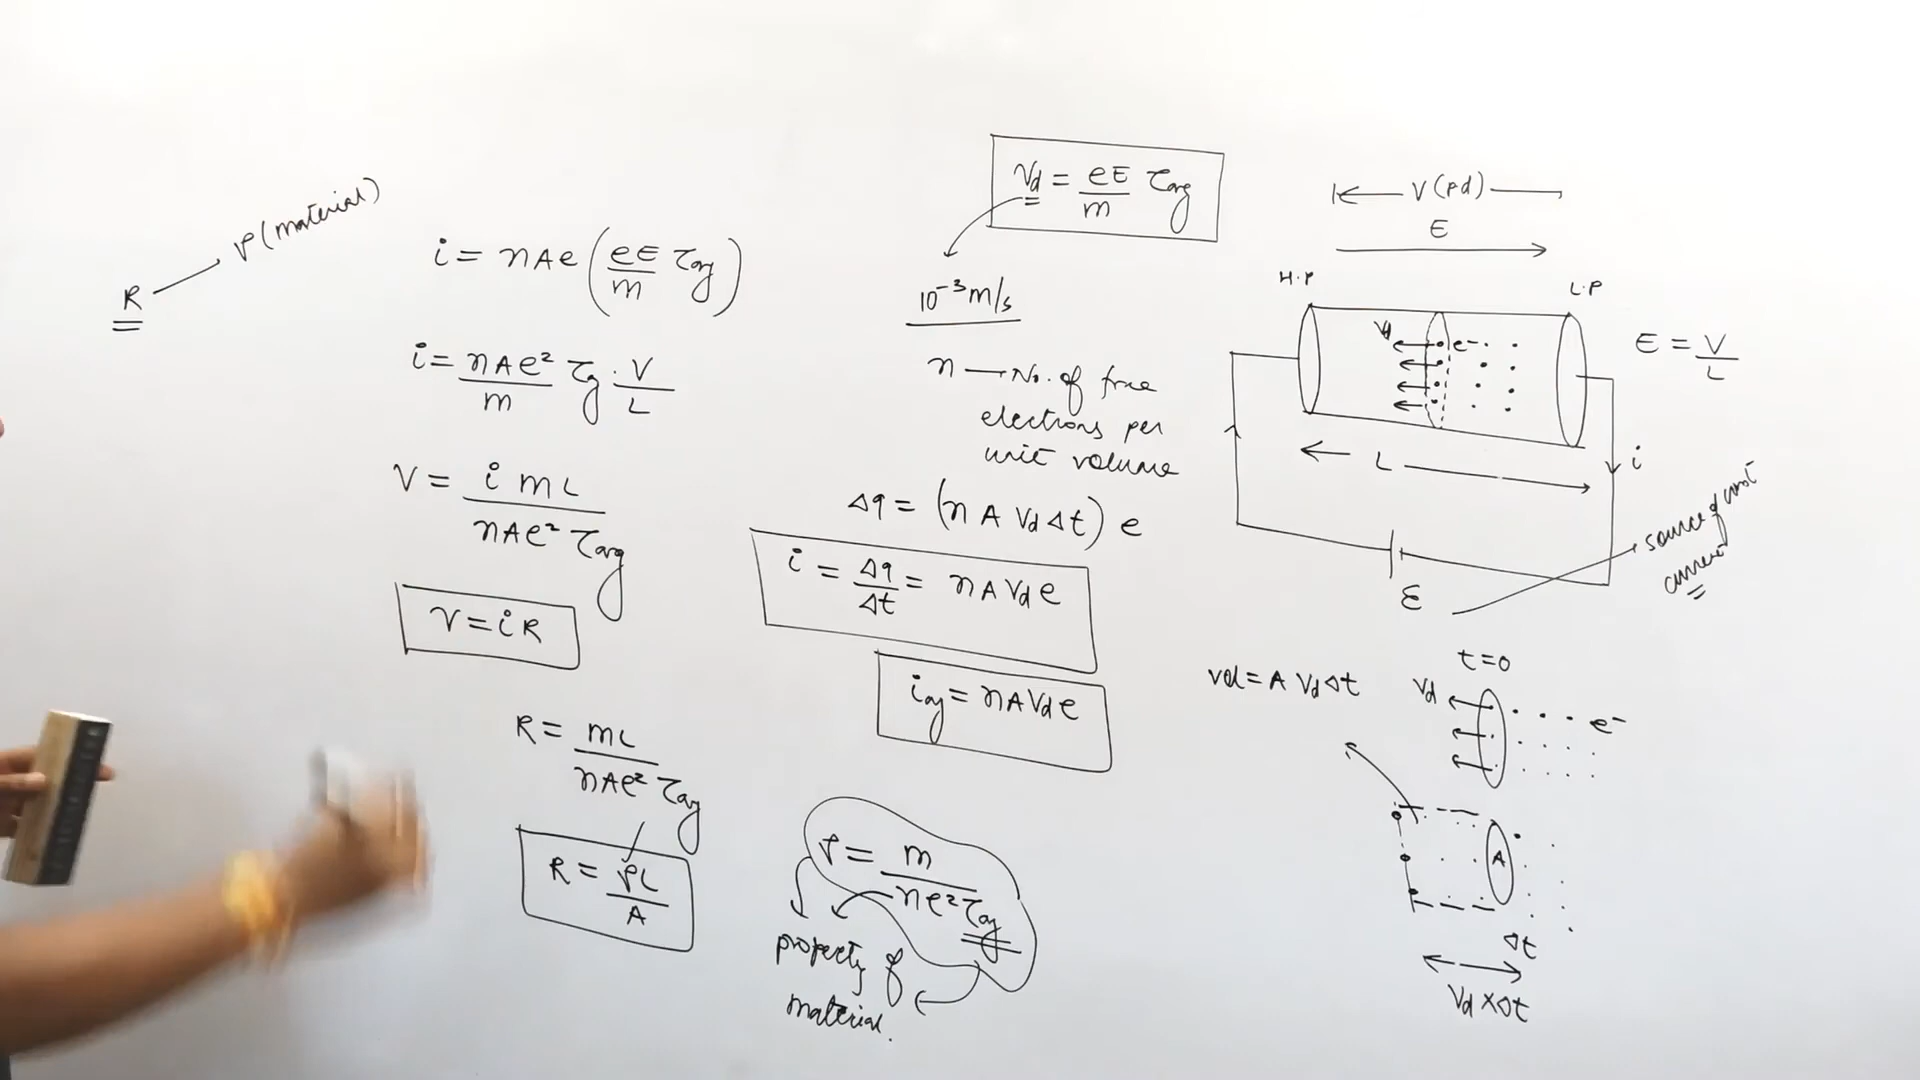 R
ρ (material)
i = nAe (eE/m τavg)
i = nAe²/m τavg · V/L
V = i mL / nAe² τavg
V = iR
R = mL / nAe² τavg
R = ρL / A
Vd = eE/m τavg
10⁻³ m/s
n → No. of free
electrons per
unit volume
Δq = (n A Vd Δt) e
i = Δq/Δt = n A Vd e
iavg = n A Vd e
ρ = m / ne² τavg
property of
material.
V (pd)
E
H.P
L.P
Vd
e⁻
E = V/L
L
i
ε
source of const
current
t=0
vol = A Vd Δt
Vd
e⁻
A
Δt
Vd × Δt